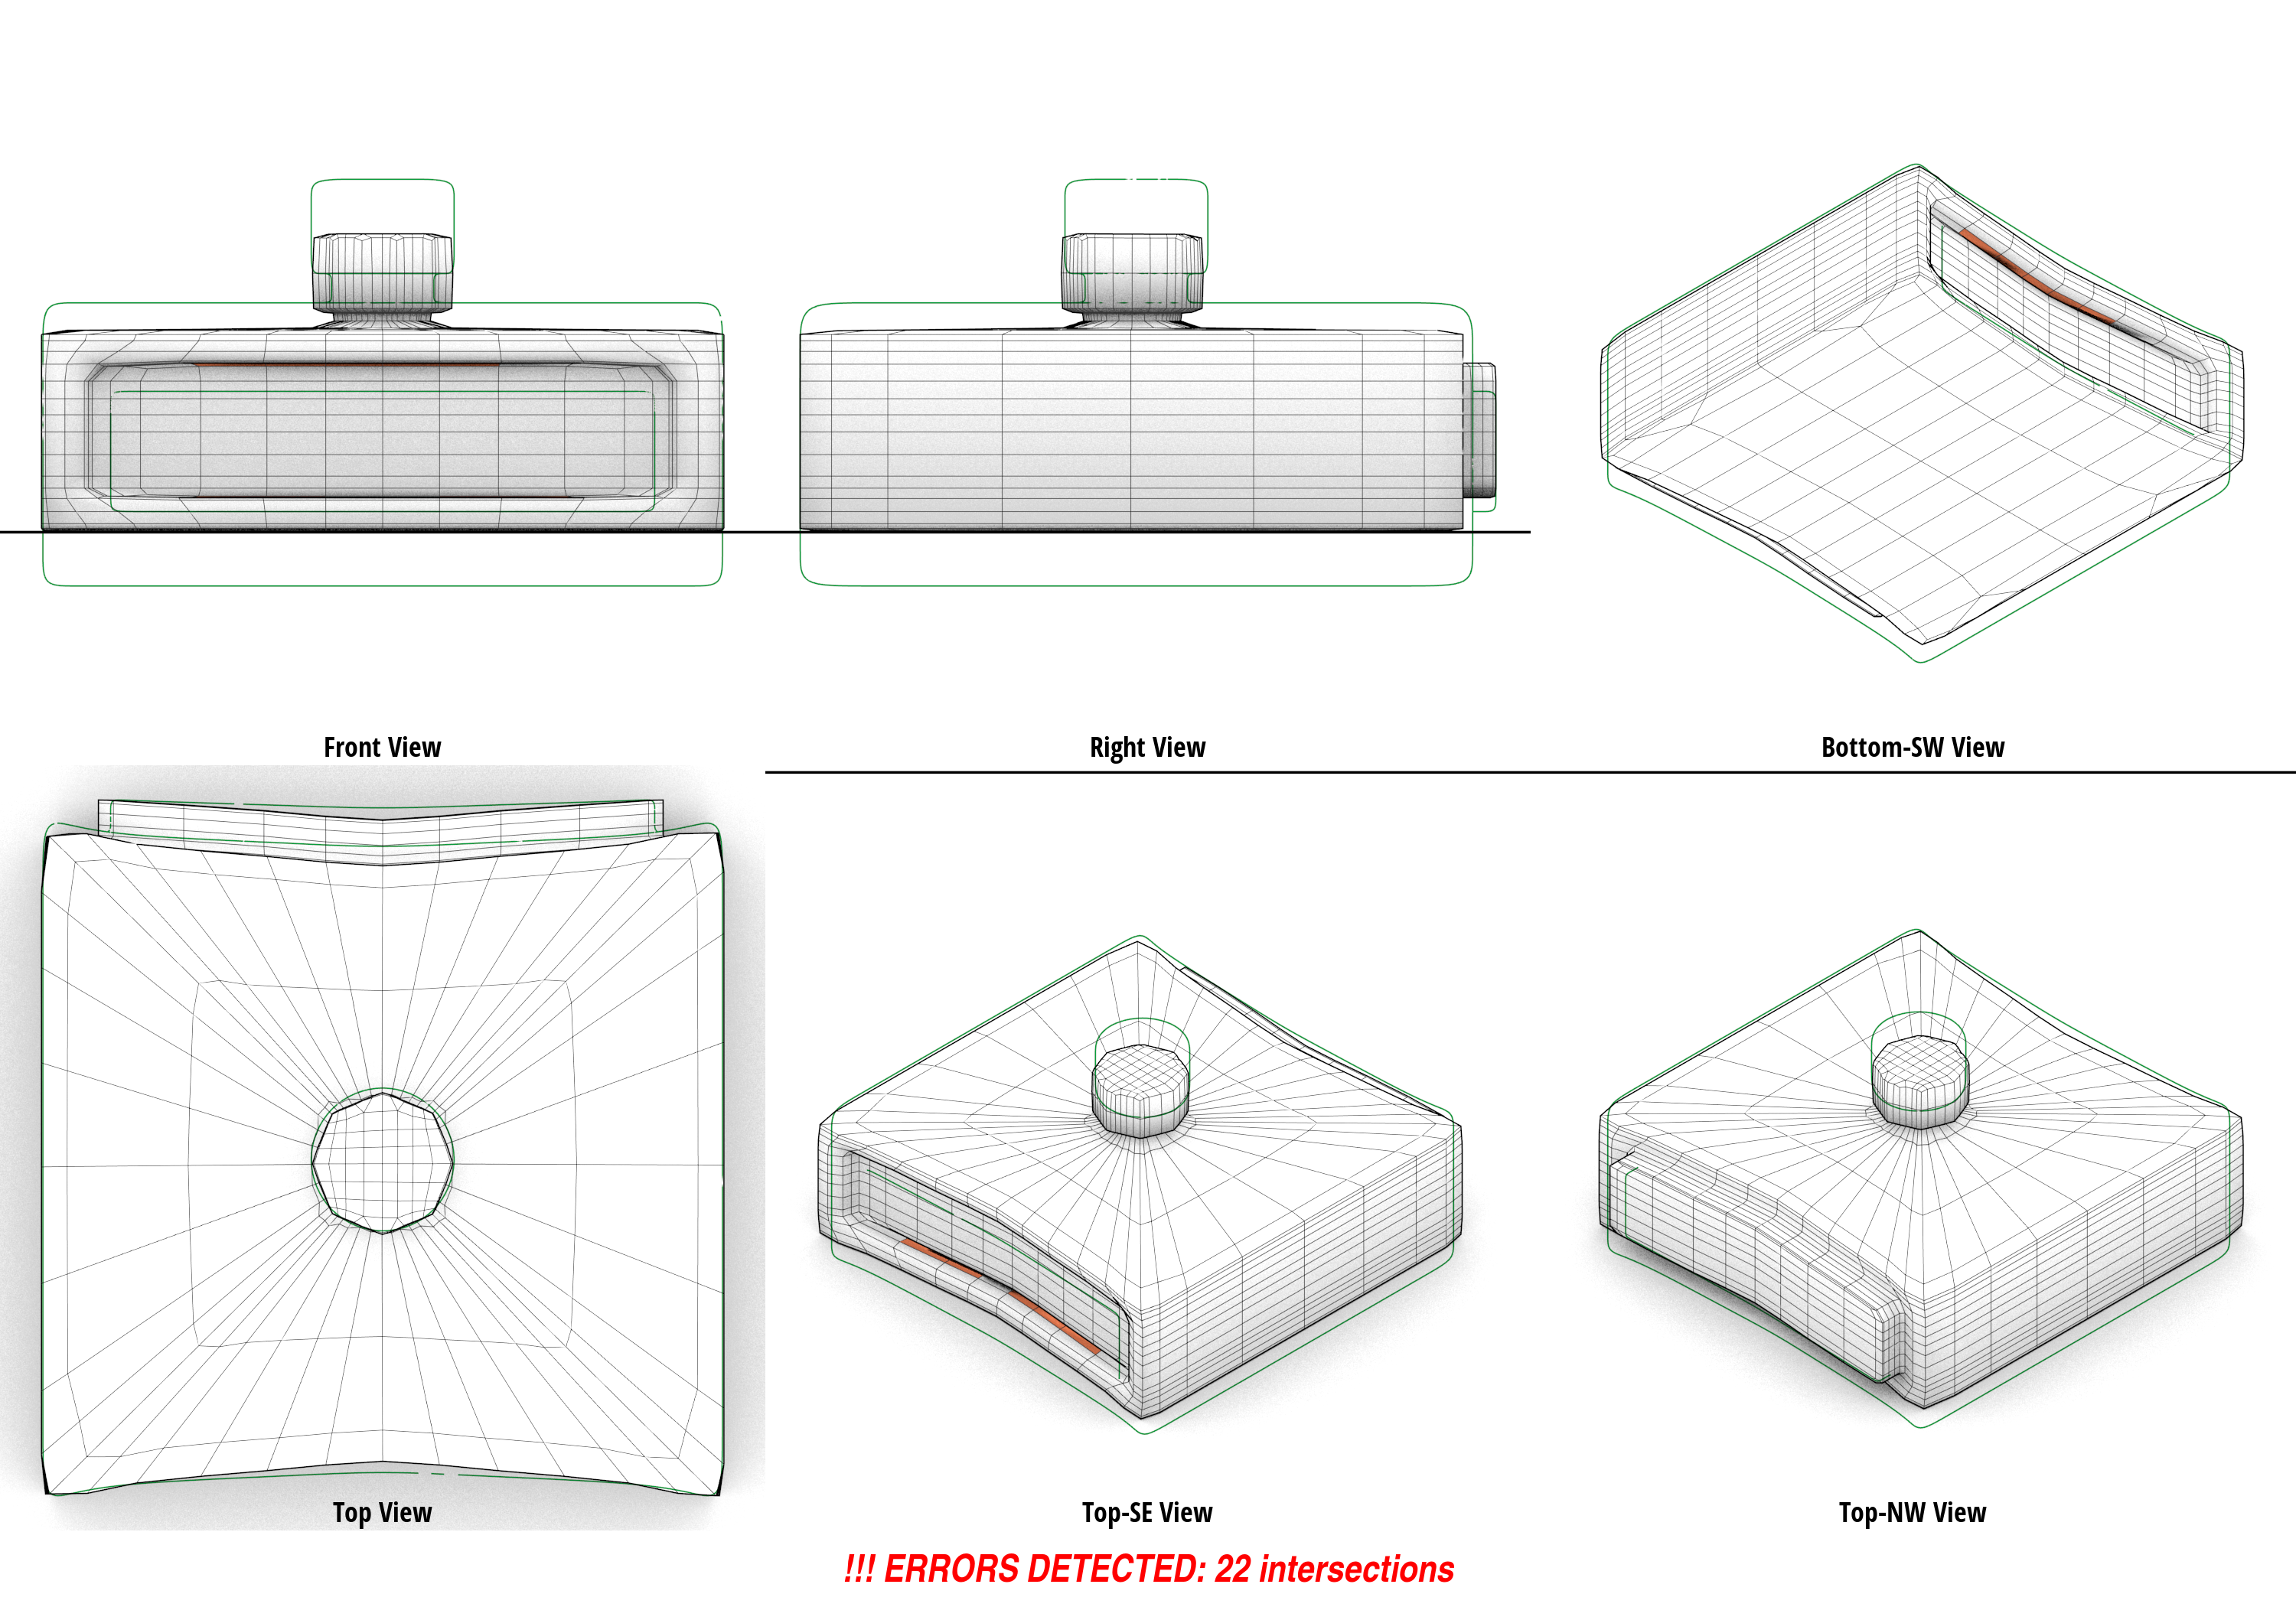 Front View
Right View
Bottom-SW View
Top View
Top-SE View
Top-NW View
!!! ERRORS DETECTED: 22 intersections